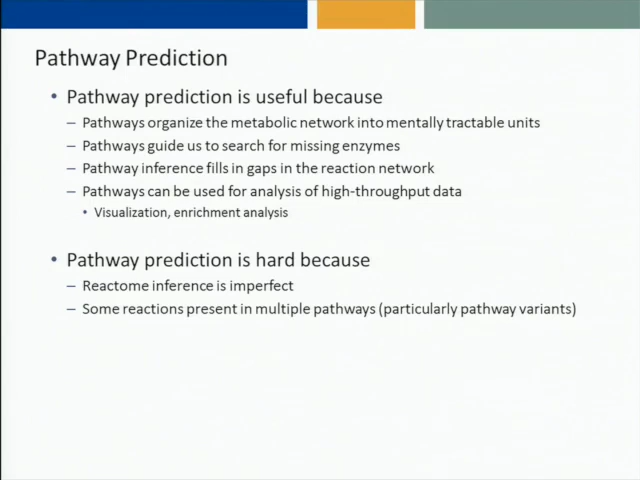 Pathway Prediction
• Pathway prediction is useful because
– Pathways organize the metabolic network into mentally tractable units
– Pathways guide us to search for missing enzymes
– Pathway inference fills in gaps in the reaction network
– Pathways can be used for analysis of high-throughput data
• Visualization, enrichment analysis
• Pathway prediction is hard because
– Reactome inference is imperfect
– Some reactions present in multiple pathways (particularly pathway variants)